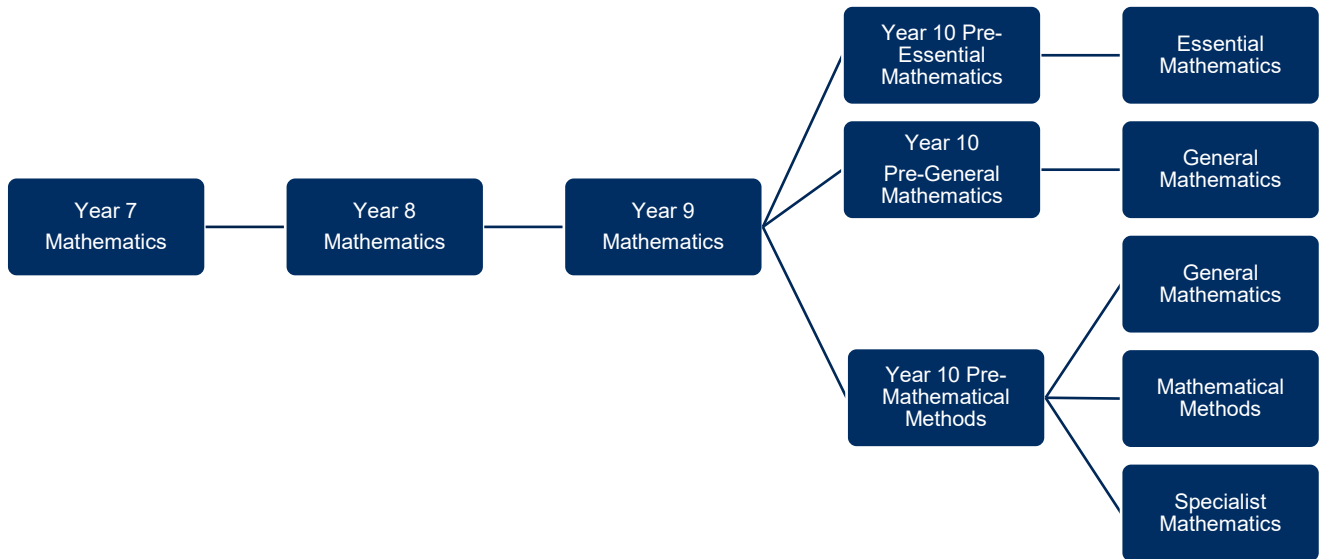 Year 7
Mathematics
Year 8
Mathematics
Year 9
Mathematics
Year 10 Pre-
Essential
Mathematics
Year 10
Pre-General
Mathematics
Year 10 Pre-
Mathematical
Methods
Essential
Mathematics
General
Mathematics
General
Mathematics
Mathematical
Methods
Specialist
Mathematics